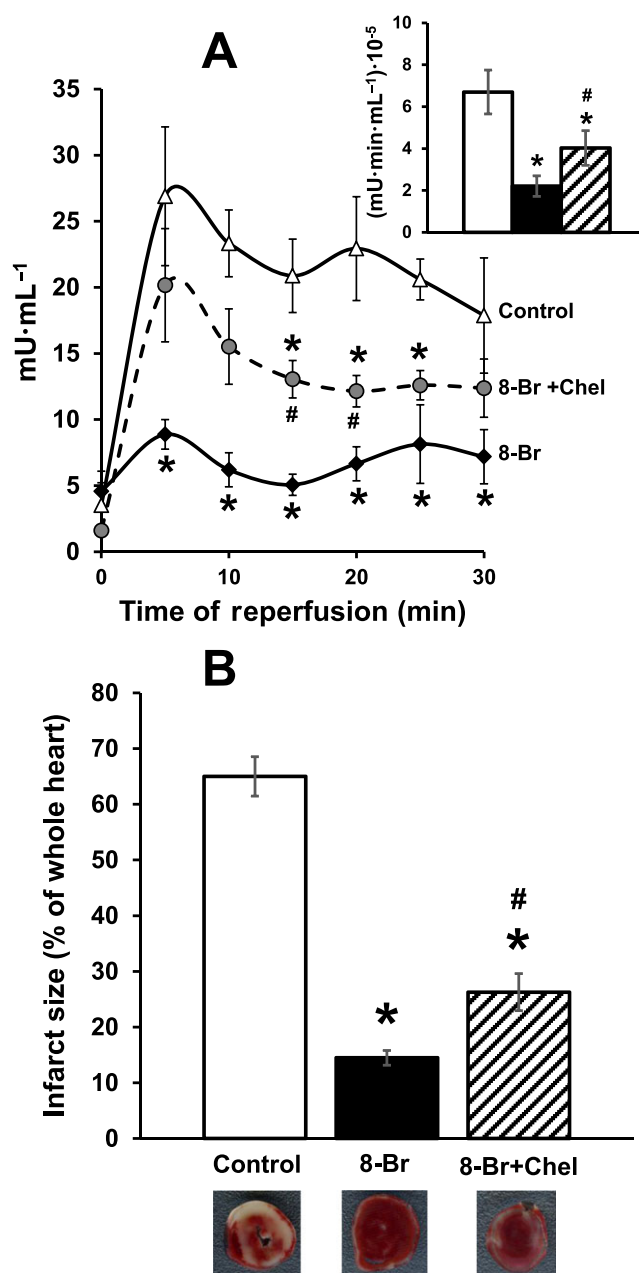 A
(mU·min·mL⁻¹)·10⁻⁵
8
6
4
2
0
*
#
*
mU·mL⁻¹
35
30
25
20
15
10
5
0
Control
8-Br +Chel
8-Br
* * *
# #
* * * * * *
0 10 20 30
Time of reperfusion (min)
B
Infarct size (% of whole heart)
80
70
60
50
40
30
20
10
0
*
#
*
Control 8-Br 8-Br+Chel